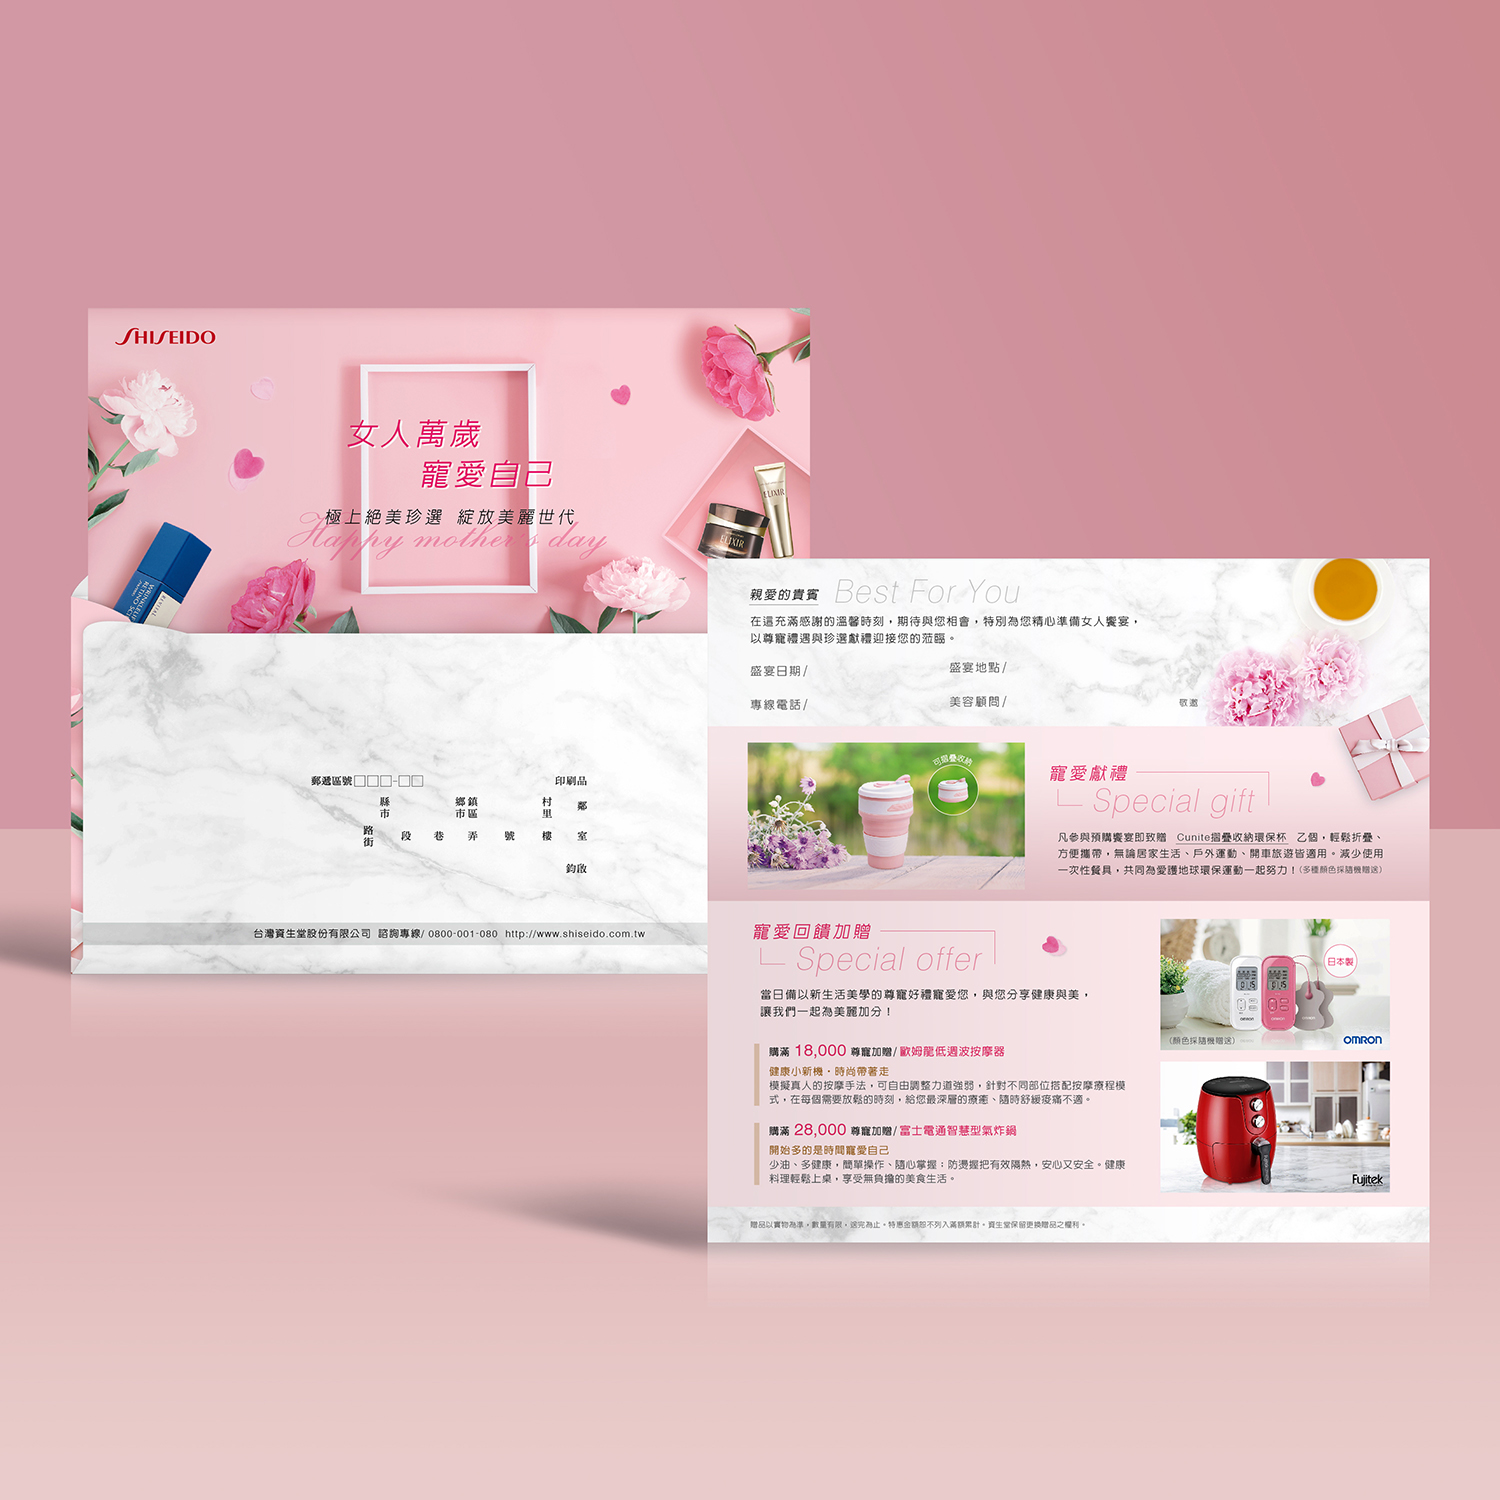 SHISEIDO
女人萬歲
寵愛自己
極上絕美珍選 綻放美麗世代
Happy mother's day
ELIXIR
ELIXIR
郵遞區號□□□-□□ 印刷品
縣市 鄉市 鎮區 村里 鄰
路街 段 巷 弄 號 樓 室
鈞啟
台灣資生堂股份有限公司 諮詢專線/ 0800-001-080 http://www.shiseido.com.tw
親愛的貴賓 Best For You
在這充滿感謝的溫馨時刻，期待與您相會，特別為您精心準備女人饗宴，
以尊寵禮遇與珍選獻禮迎接您的蒞臨。
盛宴日期/ 盛宴地點/
專線電話/ 美容顧問/ 敬邀
可摺疊收納
寵愛獻禮
Special gift
凡參與預購饗宴即致贈 Cunite摺疊收納環保杯 乙個，輕鬆折疊、
方便攜帶，無論居家生活、戶外運動、開車旅遊皆適用。減少使用
一次性餐具，共同為愛護地球環保運動一起努力！(多種顏色採隨機贈送)
寵愛回饋加贈
Special offer
當日備以新生活美學的尊寵好禮寵愛您，與您分享健康與美，
讓我們一起為美麗加分！
購滿 18,000 尊寵加贈/ 歐姆龍低週波按摩器
健康小新機・時尚帶著走
模擬真人的按摩手法，可自由調整力道強弱，針對不同部位搭配按摩療程模
式，在每個需要放鬆的時刻，給您最深層的療癒、隨時舒緩痠痛不適。
購滿 28,000 尊寵加贈/ 富士電通智慧型氣炸鍋
開始多的是時間寵愛自己
少油、多健康，簡單操作、隨心掌握；防燙握把有效隔熱，安心又安全。健康
料理輕鬆上桌，享受無負擔的美食生活。
日本製
(顏色採隨機贈送)
OMRON
Fujitek
贈品以實物為準，數量有限，送完為止。特惠金額恕不列入滿額累計。資生堂保留更換贈品之權利。